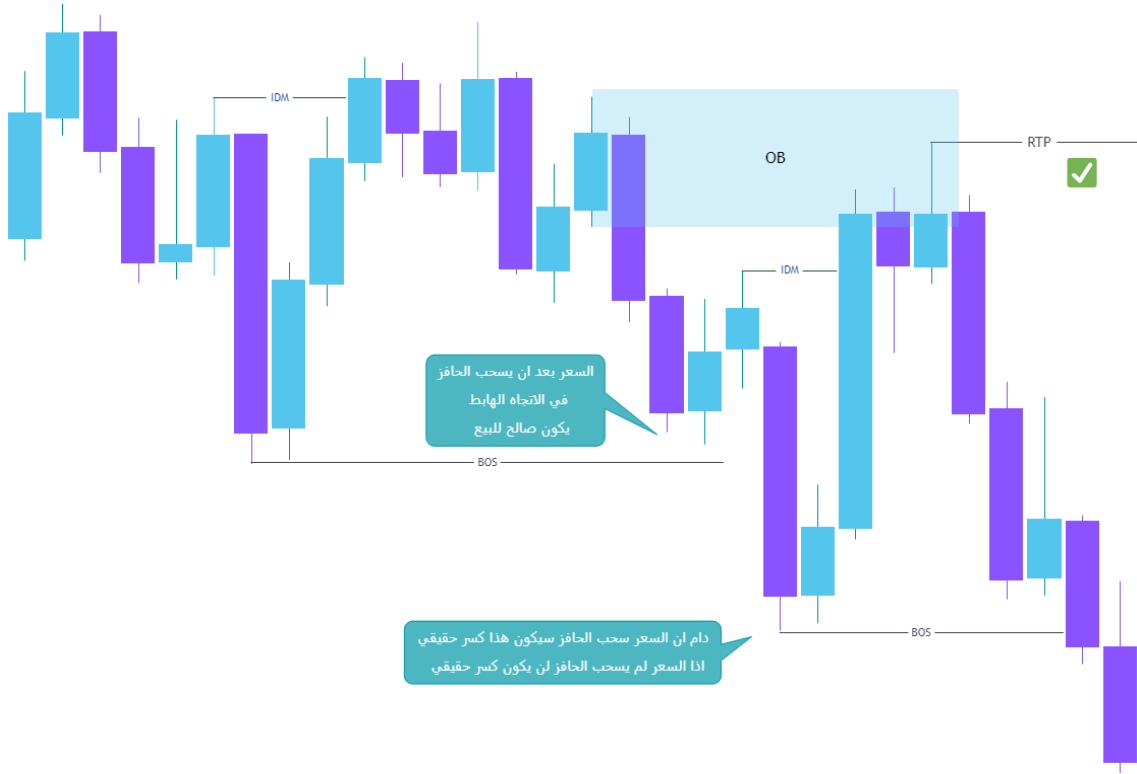 IDM
OB
RTP
IDM
السعر بعد ان يسحب الحافز
في الاتجاه الهابط
يكون صالح للبيع
BOS
دام ان السعر سحب الحافز سيكون هذا كسر حقيقي
اذا السعر لم يسحب الحافز لن يكون كسر حقيقي
BOS